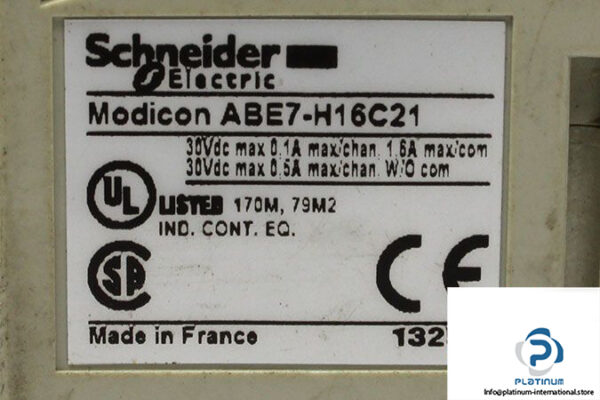 Schneider
Electric
Modicon ABE7-H16C21
30Vdc max 0.1A max/chan. 1.6A max/com
30Vdc max 0.5A max/chan. W/O com
UL
LISTED 170M, 79M2
IND. CONT. EQ.
SA
CE
Made in France 132
PLATINUM
Info@platinum-international.store